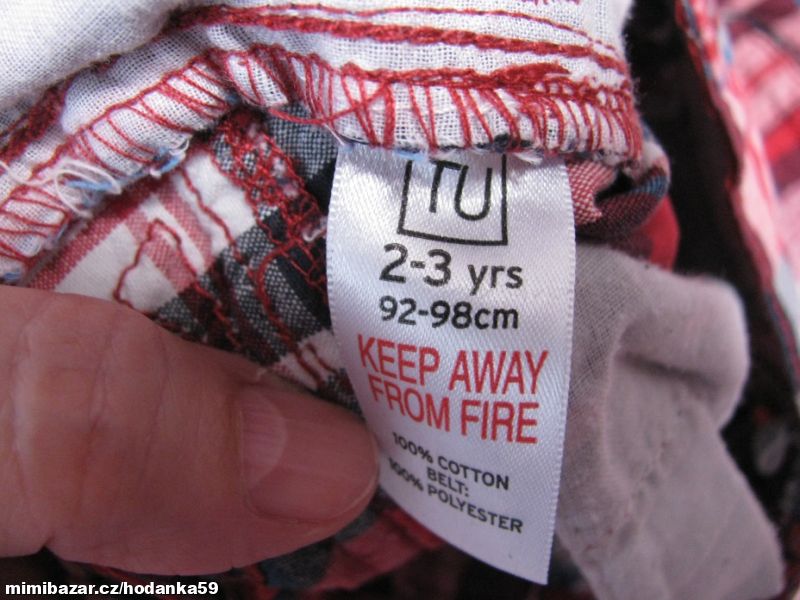 TU
2-3 yrs
92-98cm
KEEP AWAY
FROM FIRE
100% COTTON
BELT:
100% POLYESTER
mimibazar.cz/hodanka59